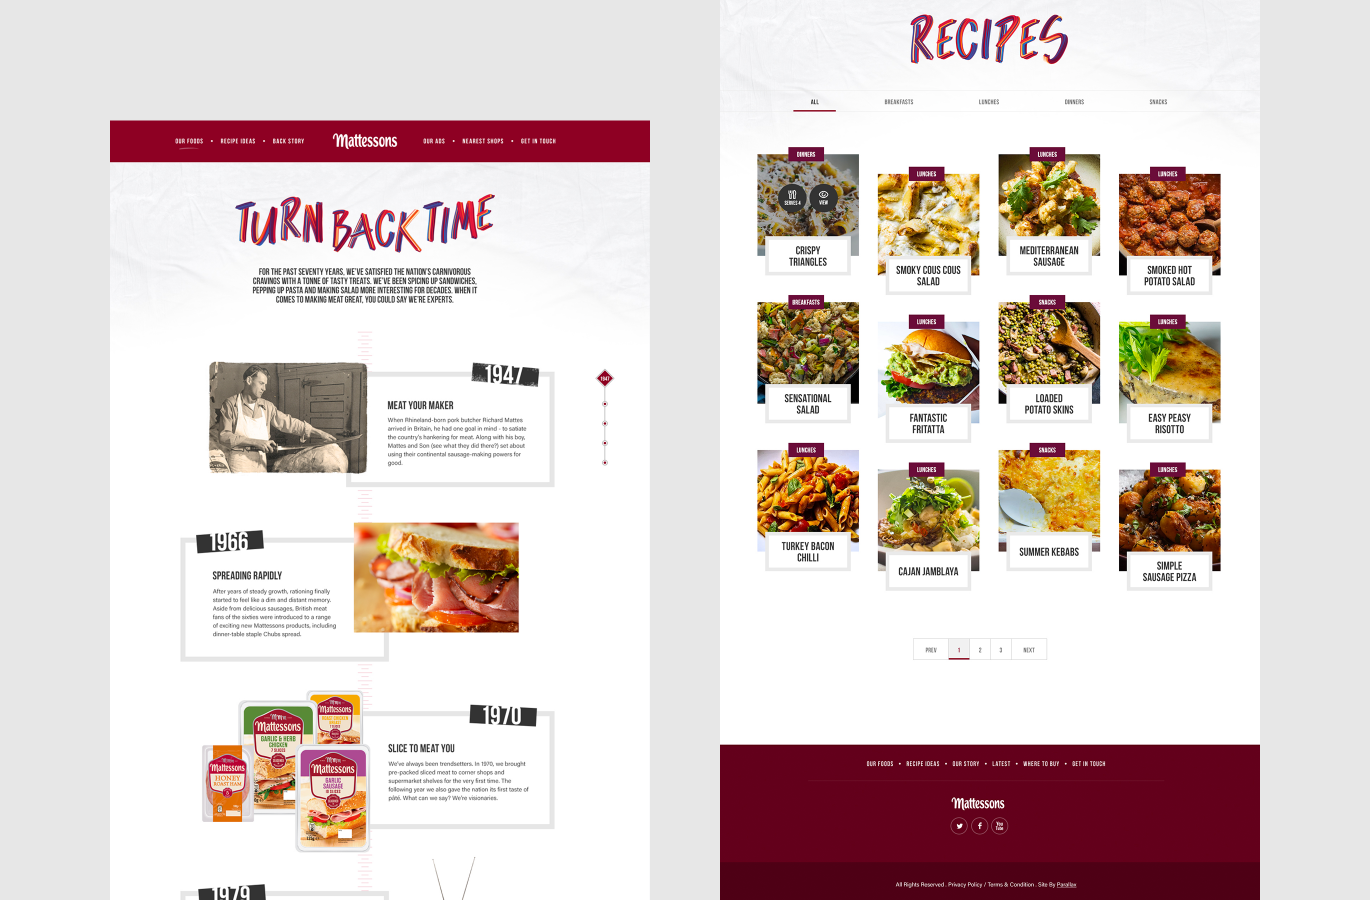 OUR FOODS • RECIPE IDEAS • BACK STORY
Mattessons
OUR ADS • NEAREST SHOPS • GET IN TOUCH
TURN BACK TIME
FOR THE PAST SEVENTY YEARS, WE'VE SATISFIED THE NATION'S CARNIVOROUS
CRAVINGS WITH A TONNE OF TASTY TREATS. WE'VE BEEN SPICING UP SANDWICHES,
PEPPING UP PASTA AND MAKING SALAD MORE INTERESTING FOR DECADES. WHEN IT
COMES TO MAKING MEAT GREAT, YOU COULD SAY WE'RE EXPERTS.
1947
MEAT YOUR MAKER
When Rhineland-born pork butcher Richard Mattes
arrived in Britain, he had one goal in mind - to satiate
the country's hankering for meat. Along with his boy,
Mattes and Son (see what they did there?) set about
using their continental sausage-making powers for
good.
1947
1966
SPREADING RAPIDLY
After years of steady growth, rationing finally
started to feel like a dim and distant memory.
Aside from delicious sausages, British meat
fans of the sixties were introduced to a range
of exciting new Mattessons products, including
dinner-table staple Chubs spread.
1970
SLICE TO MEAT YOU
We've always been trendsetters. In 1970, we brought
pre-packed sliced meat to corner shops and
supermarket shelves for the very first time. The
following year we also gave the nation its first taste of
pâté. What can we say? We're visionaries.
Mattessons
Mattessons
GARLIC & HERB
CHICKEN
7 SLICES
Mattessons
HONEY
ROAST HAM
Mattessons
GARLIC
SAUSAGE
1979
RECIPES
ALL
BREAKFASTS
LUNCHES
DINNERS
SNACKS
DINNERS
SERVES 4
VIEW
CRISPY
TRIANGLES
LUNCHES
SMOKY COUS COUS
SALAD
LUNCHES
MEDITERRANEAN
SAUSAGE
LUNCHES
SMOKED HOT
POTATO SALAD
BREAKFASTS
SENSATIONAL
SALAD
LUNCHES
FANTASTIC
FRITATTA
SNACKS
LOADED
POTATO SKINS
LUNCHES
EASY PEASY
RISOTTO
LUNCHES
TURKEY BACON
CHILLI
LUNCHES
CAJAN JAMBLAYA
SNACKS
SUMMER KEBABS
LUNCHES
SIMPLE
SAUSAGE PIZZA
PREV 1 2 3 NEXT
OUR FOODS • RECIPE IDEAS • OUR STORY • LATEST • WHERE TO BUY • GET IN TOUCH
Mattessons
You
Tube
All Rights Reserved . Privacy Policy / Terms & Condition . Site By Parallax